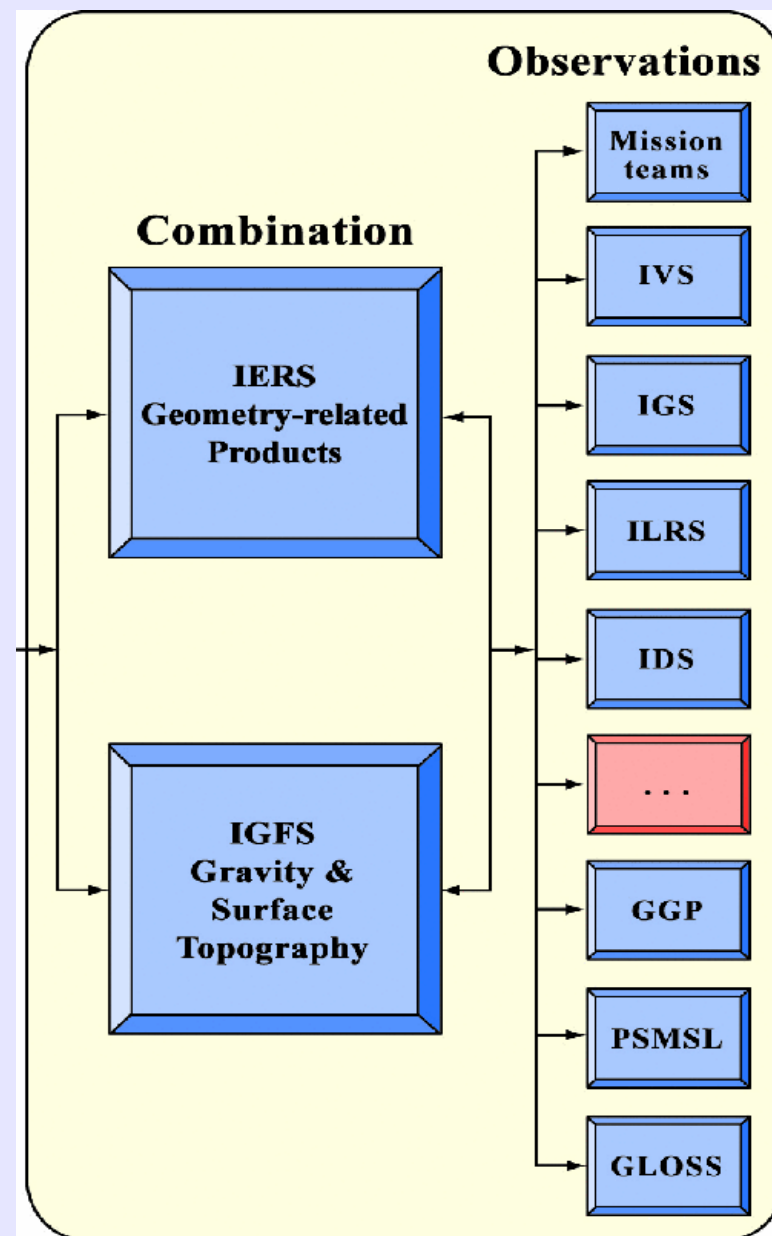 Observations
Mission
teams
Combination
IVS
IERS
Geometry-related
Products
IGS
ILRS
IDS
. . .
IGFS
Gravity &
Surface
Topography
GGP
PSMSL
GLOSS